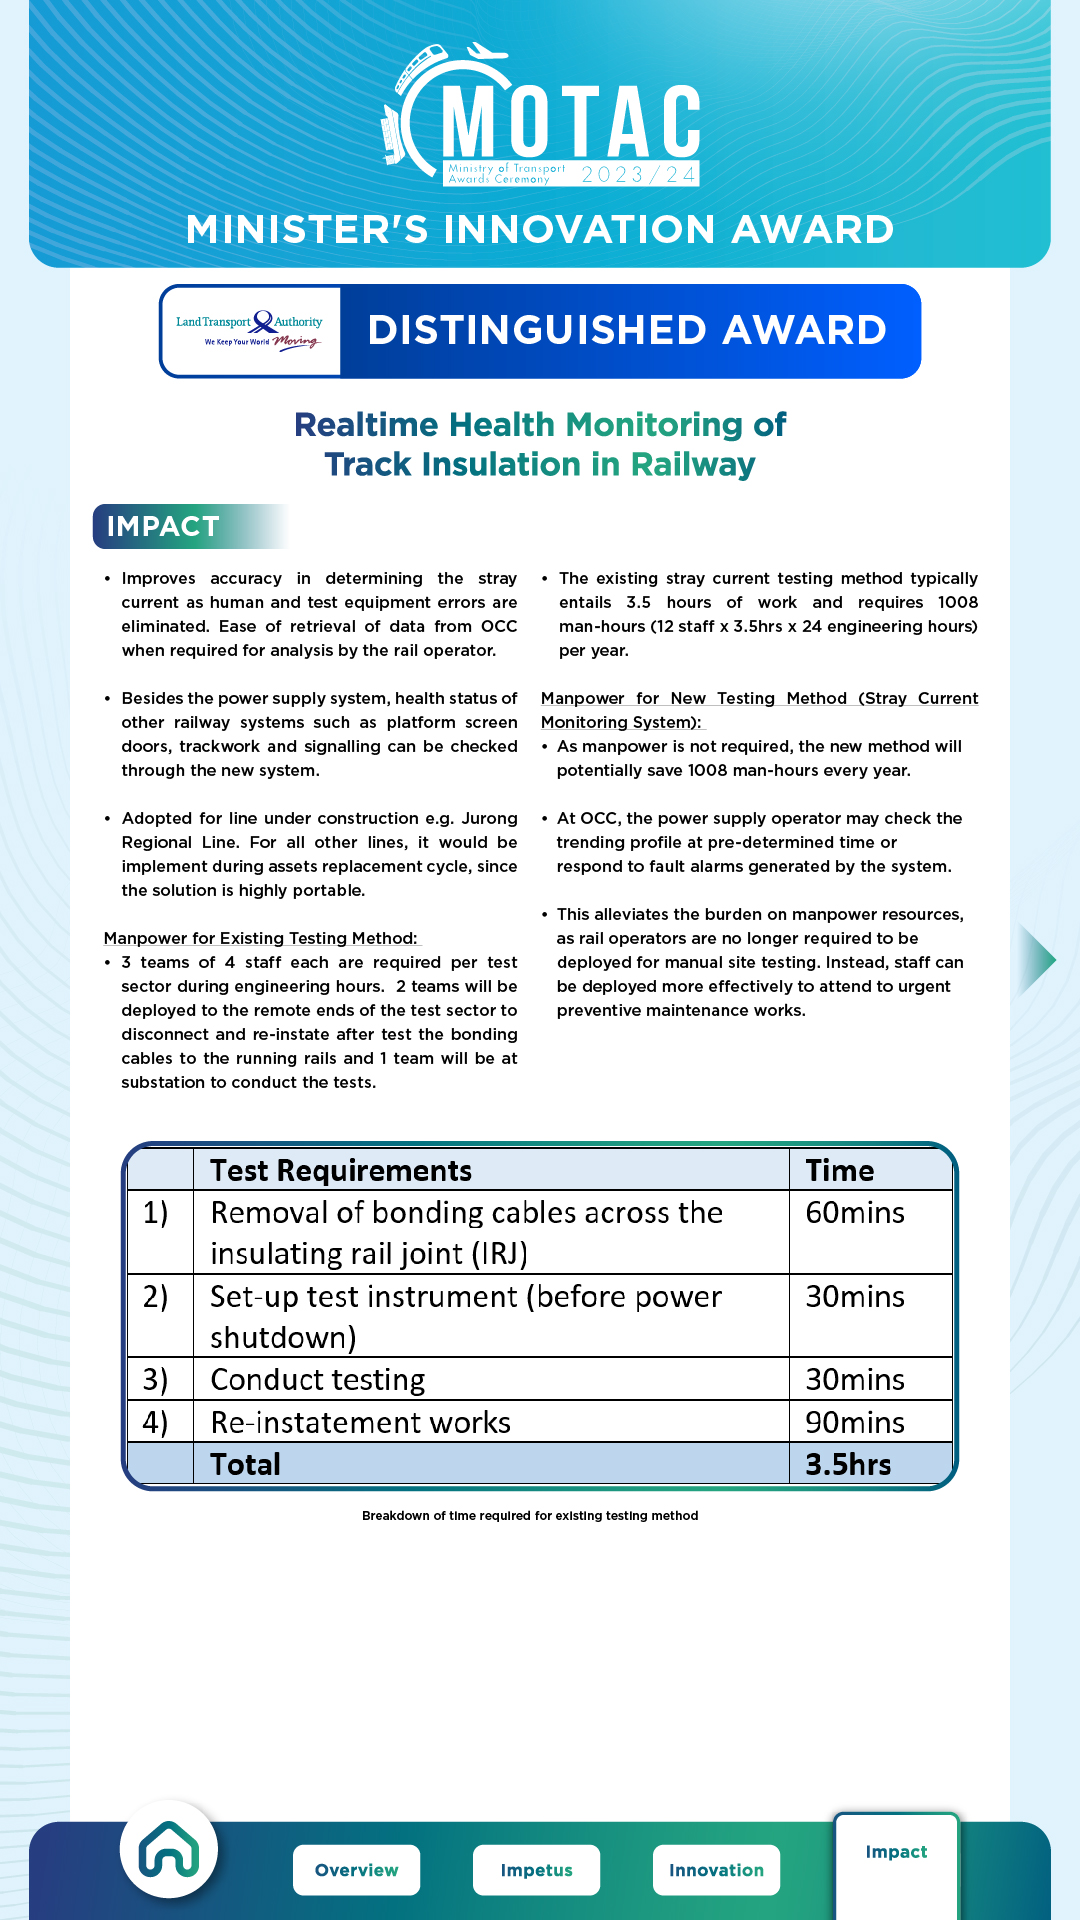 MOTAC
Ministry of Transport
Awards Ceremony
2023/24
MINISTER'S INNOVATION AWARD
Land Transport Authority
We Keep Your World Moving
DISTINGUISHED AWARD
Realtime Health Monitoring of
Track Insulation in Railway
IMPACT
• Improves accuracy in determining the stray
current as human and test equipment errors are
eliminated. Ease of retrieval of data from OCC
when required for analysis by the rail operator.
• Besides the power supply system, health status of
other railway systems such as platform screen
doors, trackwork and signalling can be checked
through the new system.
• Adopted for line under construction e.g. Jurong
Regional Line. For all other lines, it would be
implement during assets replacement cycle, since
the solution is highly portable.
Manpower for Existing Testing Method:
• 3 teams of 4 staff each are required per test
sector during engineering hours. 2 teams will be
deployed to the remote ends of the test sector to
disconnect and re-instate after test the bonding
cables to the running rails and 1 team will be at
substation to conduct the tests.
• The existing stray current testing method typically
entails 3.5 hours of work and requires 1008
man-hours (12 staff x 3.5hrs x 24 engineering hours)
per year.
Manpower for New Testing Method (Stray Current
Monitoring System):
• As manpower is not required, the new method will
potentially save 1008 man-hours every year.
• At OCC, the power supply operator may check the
trending profile at pre-determined time or
respond to fault alarms generated by the system.
• This alleviates the burden on manpower resources,
as rail operators are no longer required to be
deployed for manual site testing. Instead, staff can
be deployed more effectively to attend to urgent
preventive maintenance works.
Test Requirements Time
1) Removal of bonding cables across the 60mins
insulating rail joint (IRJ)
2) Set-up test instrument (before power 30mins
shutdown)
3) Conduct testing 30mins
4) Re-instatement works 90mins
Total 3.5hrs
Breakdown of time required for existing testing method
Overview
Impetus
Innovation
Impact